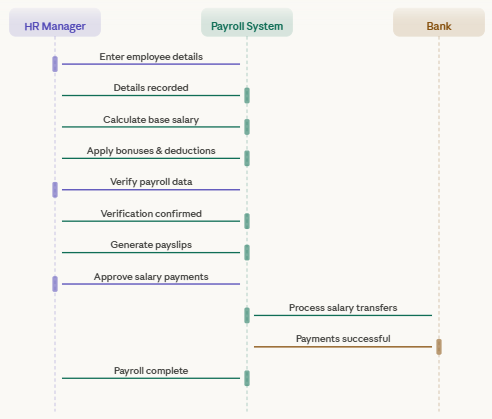 HR Manager
Payroll System
Bank
Enter employee details
Details recorded
Calculate base salary
Apply bonuses & deductions
Verify payroll data
Verification confirmed
Generate payslips
Approve salary payments
Process salary transfers
Payments successful
Payroll complete